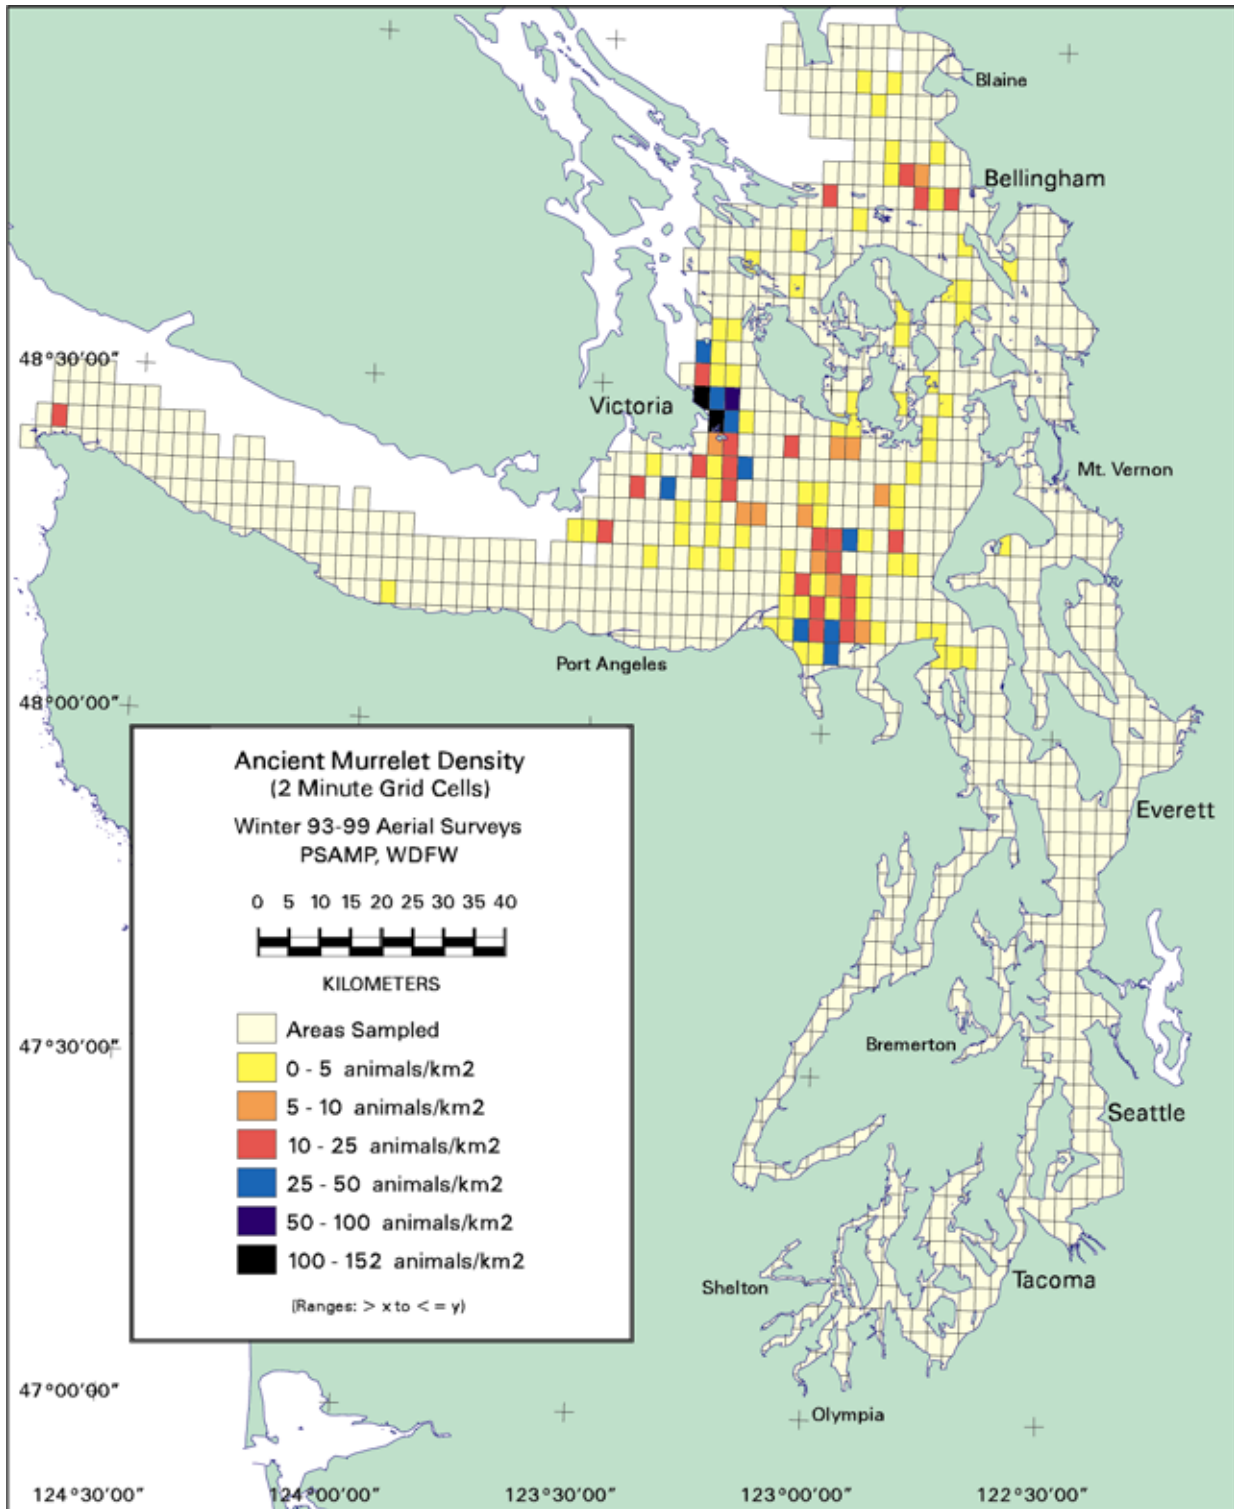 Blaine
Bellingham
48°30'00"
Victoria
Mt. Vernon
Port Angeles
48°00'00"
Ancient Murrelet Density
(2 Minute Grid Cells)
Winter 93-99 Aerial Surveys
PSAMP, WDFW
0 5 10 15 20 25 30 35 40
KILOMETERS
Areas Sampled
0 - 5 animals/km2
5 - 10 animals/km2
10 - 25 animals/km2
25 - 50 animals/km2
50 - 100 animals/km2
100 - 152 animals/km2
(Ranges: > x to < = y)
Everett
47°30'00"
Bremerton
Seattle
Shelton
Tacoma
47°00'00"
Olympia
124°30'00" 124°00'00" 123°30'00" 123°00'00" 122°30'00"